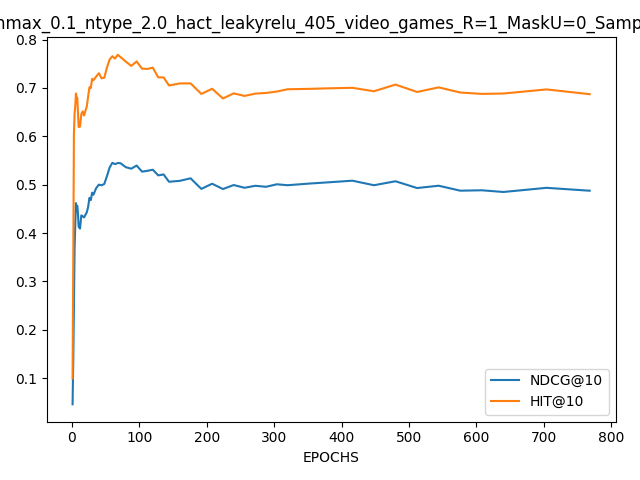 nmax_0.1_ntype_2.0_hact_leakyrelu_405_video_games_R=1_MaskU=0_Samp
0.8
0.7
0.6
0.5
0.4
0.3
0.2
0.1
NDCG@10
HIT@10
0 100 200 300 400 500 600 700 800
EPOCHS